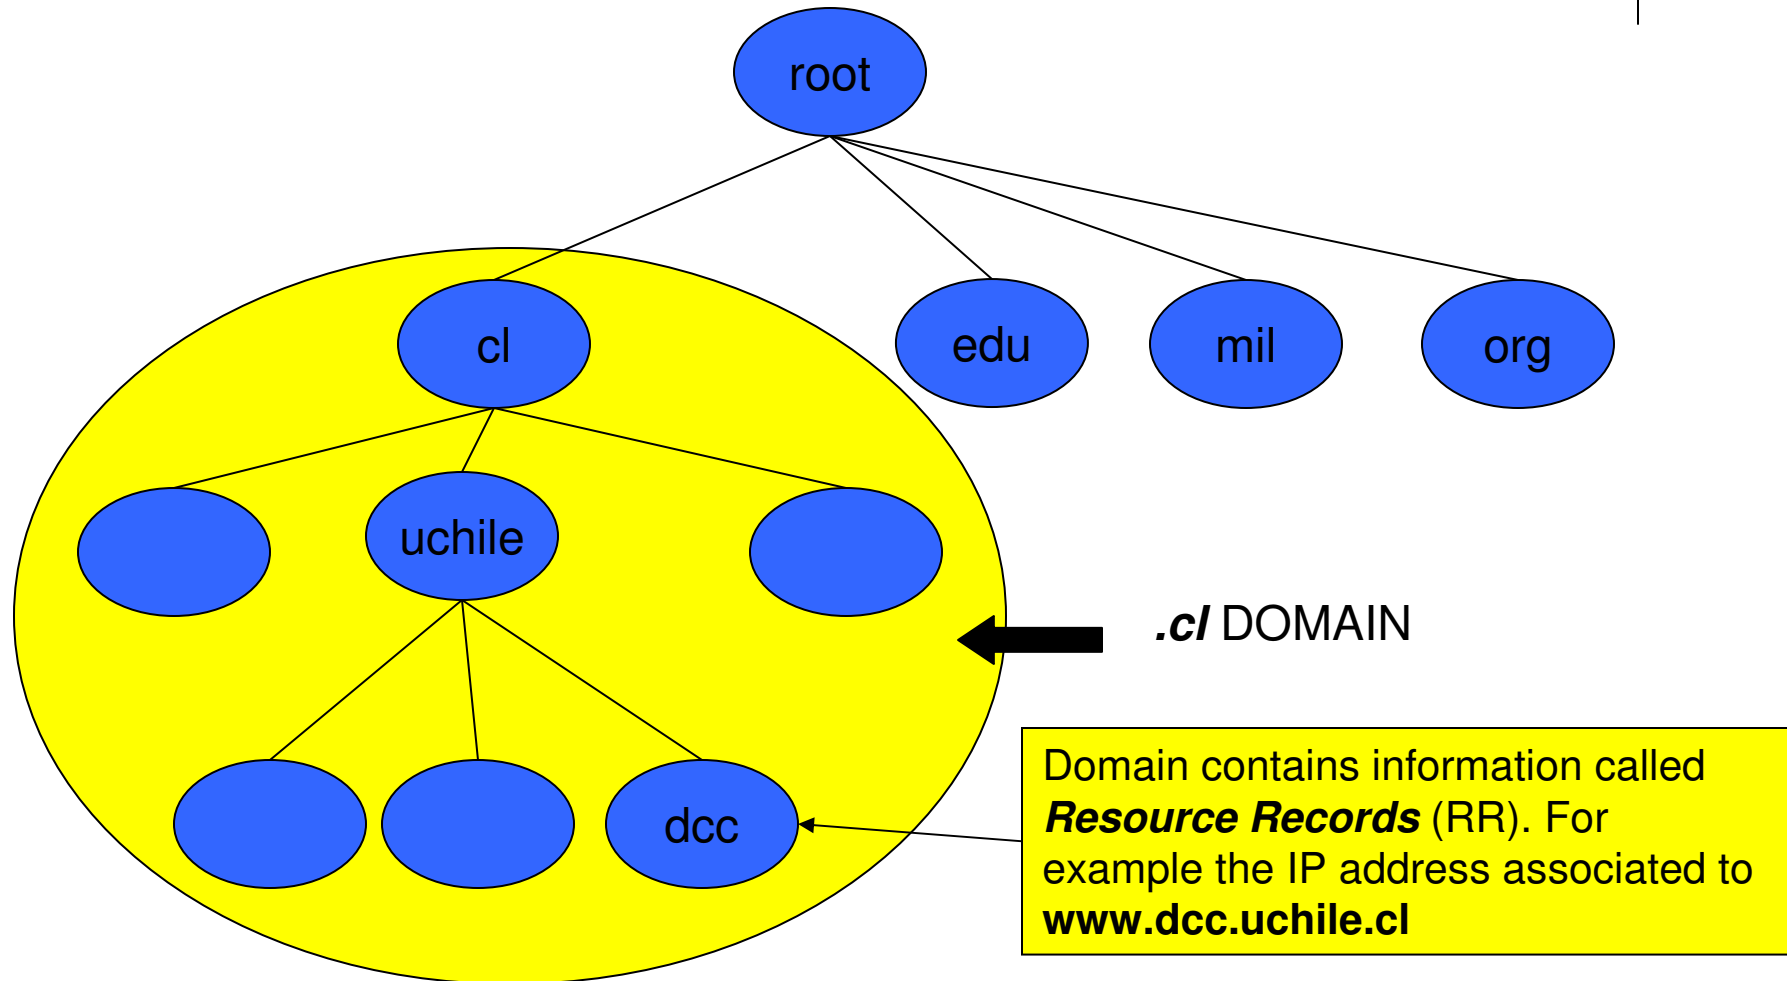 root
cl
edu
mil
org
uchile
.cl DOMAIN
dcc
Domain contains information called
Resource Records (RR). For
example the IP address associated to
www.dcc.uchile.cl